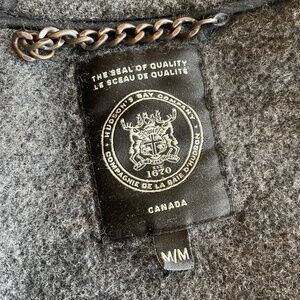 THE SEAL OF QUALITY
LE SCEAU DE QUALITÉ
HUDSON'S BAY COMPANY
1670
COMPAGNIE DE LA BAIE D'HUDSON
CANADA
M/M